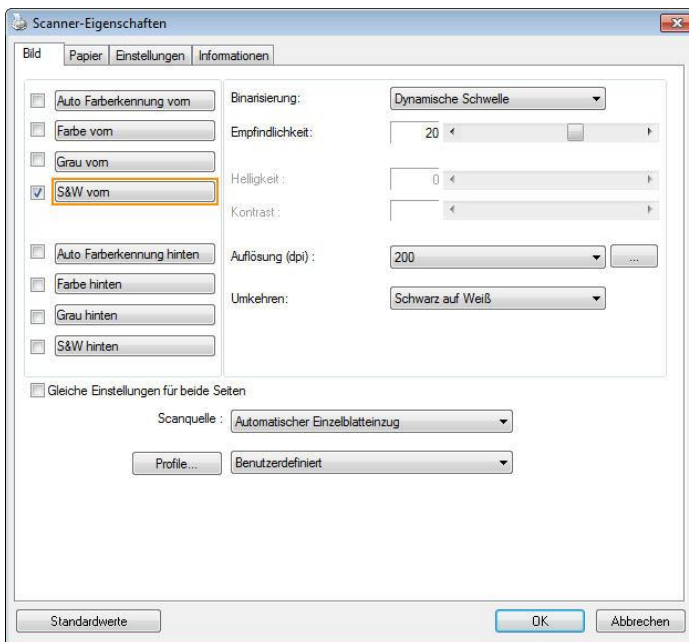 Scanner-Eigenschaften
Bild Papier Einstellungen Informationen
Auto Farberkennung vorn
Farbe vorn
Grau vorn
S&W vorn
Auto Farberkennung hinten
Farbe hinten
Grau hinten
S&W hinten
Binarisierung: Dynamische Schwelle
Empfindlichkeit: 20
Helligkeit : 0
Kontrast :
Auflösung (dpi) : 200 ...
Umkehren: Schwarz auf Weiß
Gleiche Einstellungen für beide Seiten
Scanquelle : Automatischer Einzelblatteinzug
Profile... Benutzerdefiniert
Standardwerte OK Abbrechen